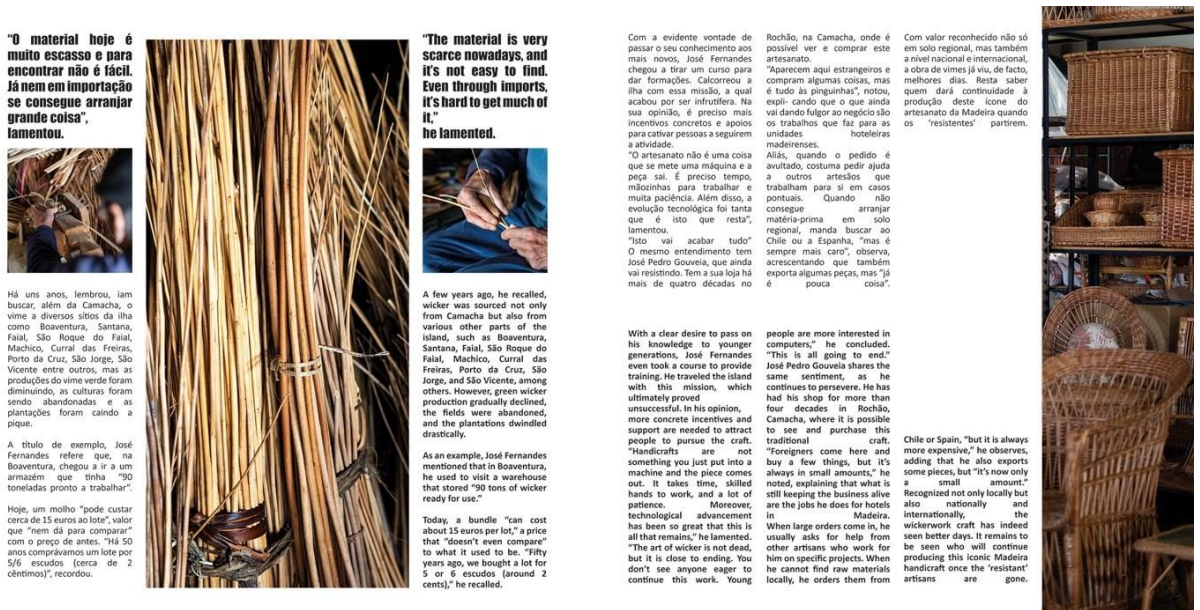 "O material hoje é
muito escasso e para
encontrar não é fácil.
Já nem em importação
se consegue arranjar
grande coisa",
lamentou.
Há uns anos, lembrou, iam
buscar, além da Camacha, o
vime a diversos sítios da ilha
como Boaventura, Santana,
Faial, São Roque do Faial,
Machico, Curral das Freiras,
Porto da Cruz, São Jorge, São
Vicente entre outros, mas as
produções do vime verde foram
diminuindo, as culturas foram
sendo abandonadas e as
plantações foram caindo a
pique.
A título de exemplo, José
Fernandes refere que, na
Boaventura, chegou a ir a um
armazém que tinha "90
toneladas pronto a trabalhar".
Hoje, um molho "pode custar
cerca de 15 euros ao lote", valor
que "nem dá para comparar"
com o preço de antes. "Há 50
anos comprávamos um lote por
5/6 escudos (cerca de 2
cêntimos)", recordou.
"The material is very
scarce nowadays, and
it's not easy to find.
Even through imports,
it's hard to get much of
it,"
he lamented.
A few years ago, he recalled,
wicker was sourced not only
from Camacha but also from
various other parts of the
island, such as Boaventura,
Santana, Faial, São Roque do
Faial, Machico, Curral das
Freiras, Porto da Cruz, São
Jorge, and São Vicente, among
others. However, green wicker
production gradually declined,
the fields were abandoned,
and the plantations dwindled
drastically.
As an example, José Fernandes
mentioned that in Boaventura,
he used to visit a warehouse
that stored "90 tons of wicker
ready for use."
Today, a bundle "can cost
about 15 euros per lot," a price
that "doesn't even compare"
to what it used to be. "Fifty
years ago, we bought a lot for
5 or 6 escudos (around 2
cents)," he recalled.
Com a evidente vontade de
passar o seu conhecimento aos
mais novos, José Fernandes
chegou a tirar um curso para
dar formações. Calcorreou a
ilha com essa missão, a qual
acabou por ser infrutífera. Na
sua opinião, é preciso mais
incentivos concretos e apoios
para cativar pessoas a seguirem
a atividade.
"O artesanato não é uma coisa
que se mete uma máquina e a
peça sai. É preciso tempo,
mãozinhas para trabalhar e
muita paciência. Além disso, a
evolução tecnológica foi tanta
que é isto que resta",
lamentou.
"Isto vai acabar tudo"
O mesmo entendimento tem
José Pedro Gouveia, que ainda
vai resistindo. Tem a sua loja há
mais de quatro décadas no
Rochão, na Camacha, onde é
possível ver e comprar este
artesanato.
"Aparecem aqui estrangeiros e
compram algumas coisas, mas
é tudo às pinguinhas", notou,
expli- cando que o que ainda
vai dando fulgor ao negócio são
os trabalhos que faz para as
unidades hoteleiras
madeirenses.
Aliás, quando o pedido é
avultado, costuma pedir ajuda
a outros artesãos que
trabalham para si em casos
pontuais. Quando não
consegue arranjar
matéria-prima em solo
regional, manda buscar ao
Chile ou a Espanha, "mas é
sempre mais caro", observa,
acrescentando que também
exporta algumas peças, mas "já
é pouca coisa".
Com valor reconhecido não só
em solo regional, mas também
a nível nacional e internacional,
a obra de vimes já viu, de facto,
melhores dias. Resta saber
quem dará continuidade à
produção deste ícone do
artesanato da Madeira quando
os 'resistentes' partirem.
With a clear desire to pass on
his knowledge to younger
generations, José Fernandes
even took a course to provide
training. He traveled the island
with this mission, which
ultimately proved
unsuccessful. In his opinion,
more concrete incentives and
support are needed to attract
people to pursue the craft.
"Handicrafts are not
something you just put into a
machine and the piece comes
out. It takes time, skilled
hands to work, and a lot of
patience. Moreover,
technological advancement
has been so great that this is
all that remains," he lamented.
"The art of wicker is not dead,
but it is close to ending. You
don't see anyone eager to
continue this work. Young
people are more interested in
computers," he concluded.
"This is all going to end."
José Pedro Gouveia shares the
same sentiment, as he
continues to persevere. He has
had his shop for more than
four decades in Rochão,
Camacha, where it is possible
to see and purchase this
traditional craft.
"Foreigners come here and
buy a few things, but it's
always in small amounts," he
noted, explaining that what is
still keeping the business alive
are the jobs he does for hotels
in Madeira.
When large orders come in, he
usually asks for help from
other artisans who work for
him on specific projects. When
he cannot find raw materials
locally, he orders them from
Chile or Spain, "but it is always
more expensive," he observes,
adding that he also exports
some pieces, but "it's now only
a small amount."
Recognized not only locally but
also nationally and
internationally, the
wickerwork craft has indeed
seen better days. It remains to
be seen who will continue
producing this iconic Madeira
handicraft once the 'resistant'
artisans are gone.